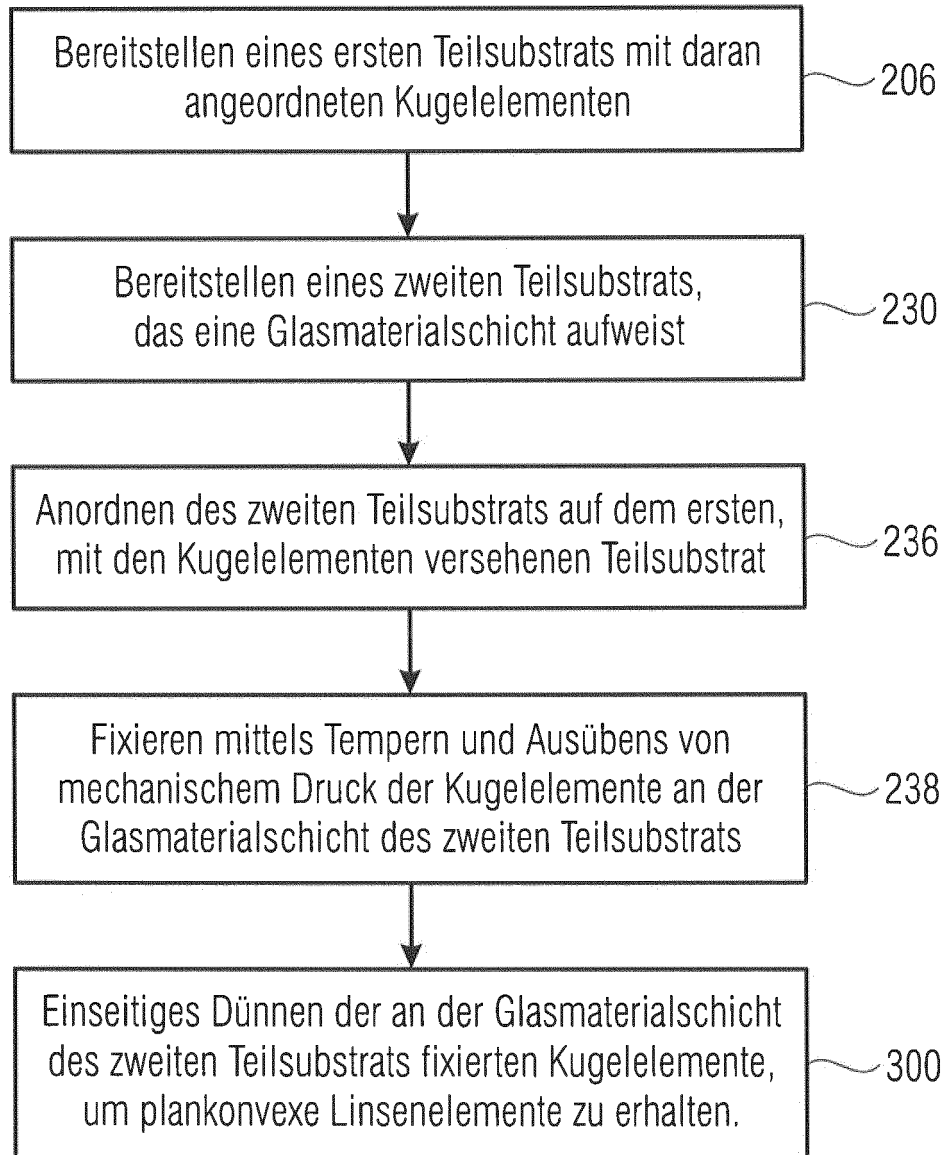 Bereitstellen eines ersten Teilsubstrats mit daran
angeordneten Kugelelementen
206
Bereitstellen eines zweiten Teilsubstrats,
das eine Glasmaterialschicht aufweist
230
Anordnen des zweiten Teilsubstrats auf dem ersten,
mit den Kugelelementen versehenen Teilsubstrat
236
Fixieren mittels Tempern und Ausübens von
mechanischem Druck der Kugelelemente an der
Glasmaterialschicht des zweiten Teilsubstrats
238
Einseitiges Dünnen der an der Glasmaterialschicht
des zweiten Teilsubstrats fixierten Kugelelemente,
um plankonvexe Linsenelemente zu erhalten.
300